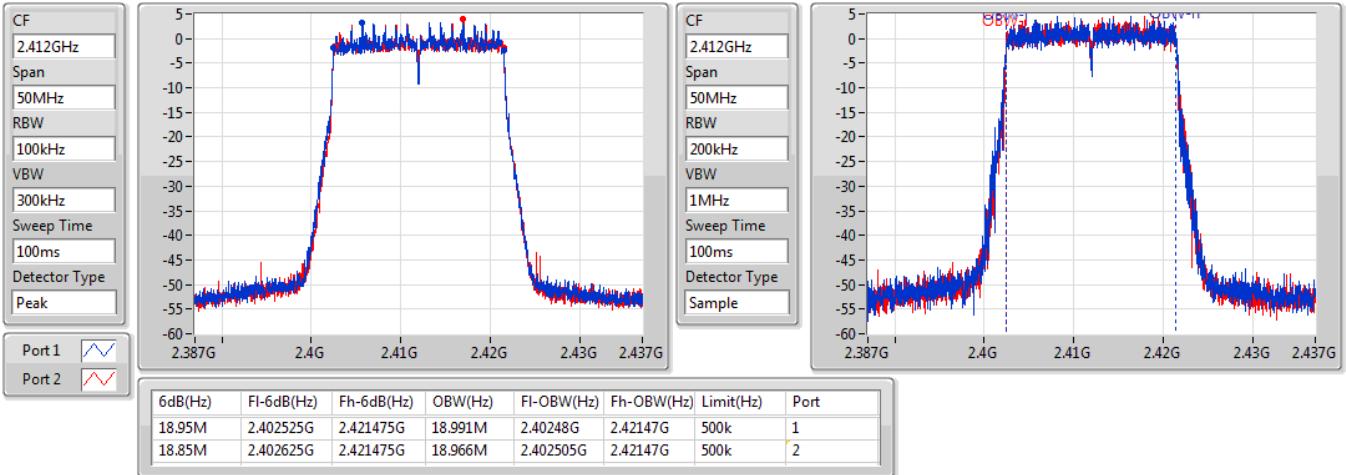 CF
2.412GHz
Span
50MHz
RBW
100kHz
VBW
300kHz
Sweep Time
100ms
Detector Type
Peak
Port 1
Port 2
5
0
-5
-10
-15
-20
-25
-30
-35
-40
-45
-50
-55
-60
2.387G 2.4G 2.41G 2.42G 2.43G 2.437G
CF
2.412GHz
Span
50MHz
RBW
200kHz
VBW
1MHz
Sweep Time
100ms
Detector Type
Sample
5
0
-5
-10
-15
-20
-25
-30
-35
-40
-45
-50
-55
-60
2.387G 2.4G 2.41G 2.42G 2.43G 2.437G
6dB(Hz) Fl-6dB(Hz) Fh-6dB(Hz) OBW(Hz) Fl-OBW(Hz) Fh-OBW(Hz) Limit(Hz) Port
18.95M 2.402525G 2.421475G 18.991M 2.40248G 2.42147G 500k 1
18.85M 2.402625G 2.421475G 18.966M 2.402505G 2.42147G 500k 2